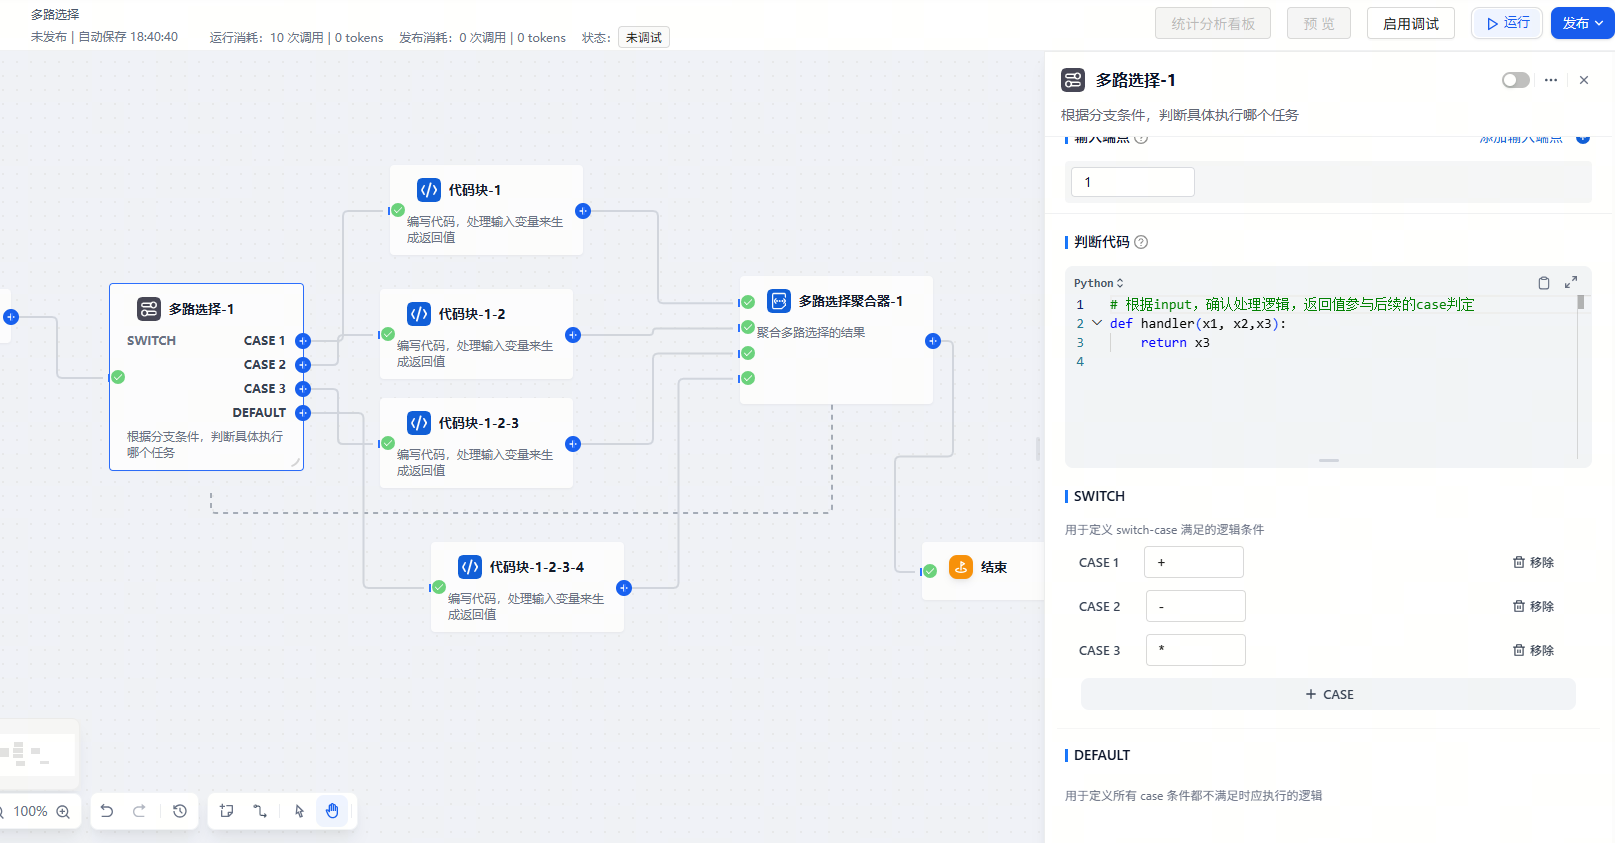 多路选择
未发布 | 自动保存 18:40:40
运行消耗: 10 次调用 | 0 tokens
发布消耗: 0 次调用 | 0 tokens
状态:
未调试
统计分析看板
预 览
启用调试
运行
发布
多路选择-1
SWITCH
CASE 1
CASE 2
CASE 3
DEFAULT
根据分支条件，判断具体执行
哪个任务
代码块-1
编写代码，处理输入变量来生
成返回值
代码块-1-2
编写代码，处理输入变量来生
成返回值
代码块-1-2-3
编写代码，处理输入变量来生
成返回值
代码块-1-2-3-4
编写代码，处理输入变量来生
成返回值
多路选择聚合器-1
聚合多路选择的结果
结束
100%
多路选择-1
根据分支条件，判断具体执行哪个任务
输入端点
添加输入端点
1
判断代码
Python
1 # 根据input，确认处理逻辑，返回值参与后续的case判定
2 def handler(x1, x2,x3):
3 return x3
4
SWITCH
用于定义 switch-case 满足的逻辑条件
CASE 1 + 移除
CASE 2 - 移除
CASE 3 * 移除
+ CASE
DEFAULT
用于定义所有 case 条件都不满足时应执行的逻辑